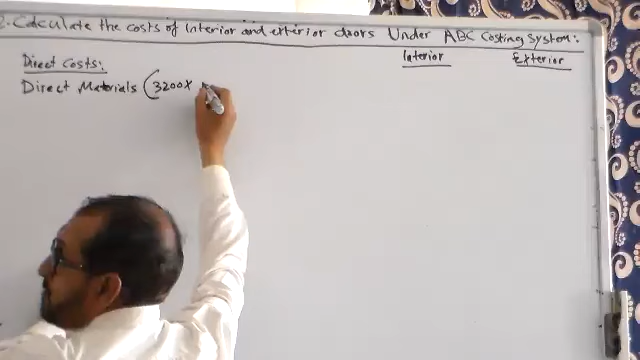 2-Calculate the costs of interior and exterior doors Under ABC Costing System:
Direct Costs: Interior Exterior
Direct Materials (3200X